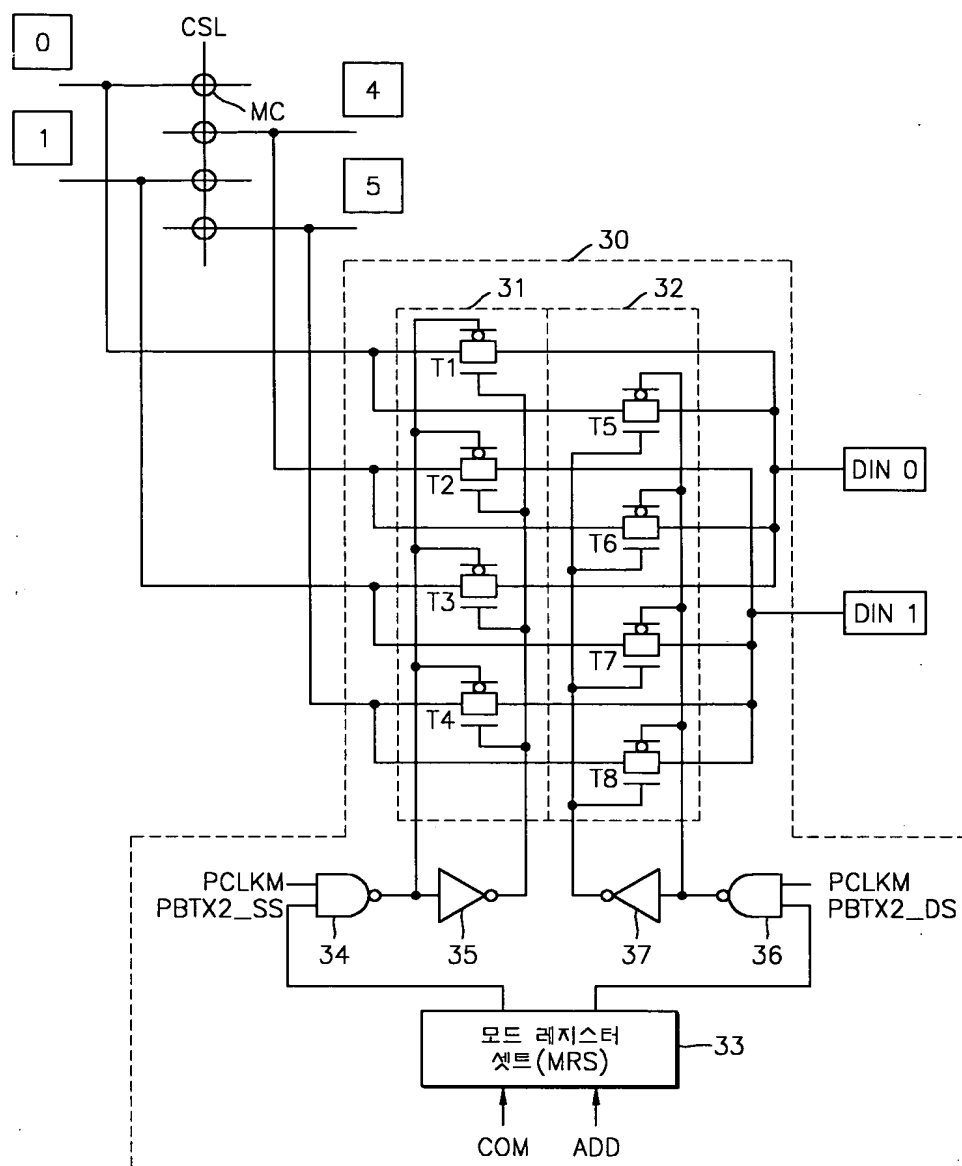 CSL
0
4
MC
1
5
30
31
32
T1
T5
T2
DIN 0
T6
T3
DIN 1
T7
T4
T8
PCLKM
PBTX2_SS
PCLKM
PBTX2_DS
34
35
37
36
모드 레지스터
셋트(MRS)
33
COM
ADD